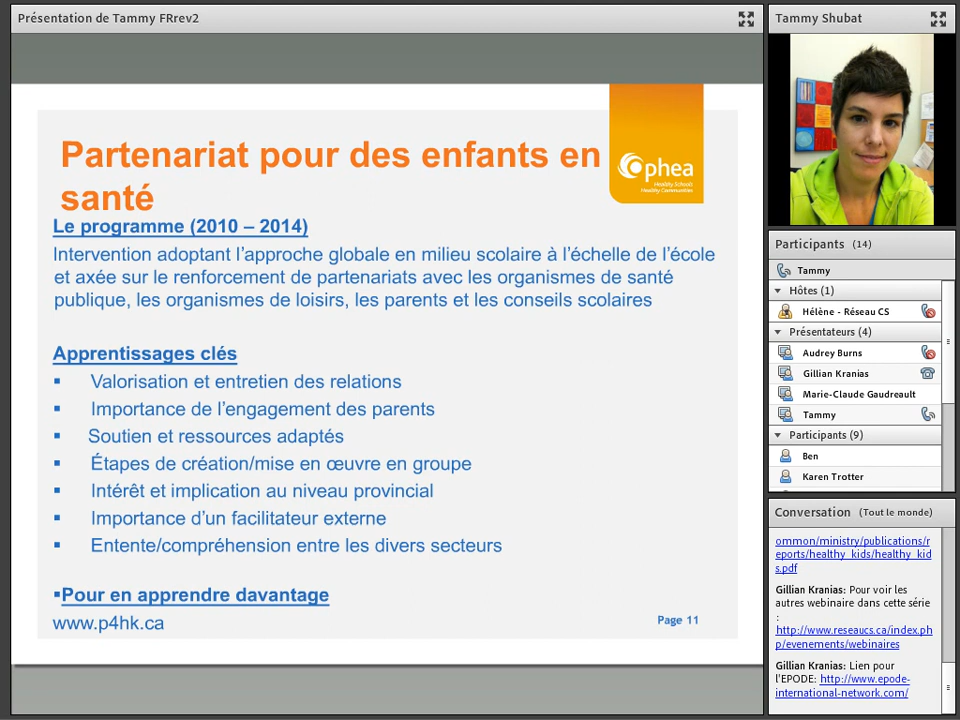 Présentation de Tammy FRrev2
Partenariat pour des enfants en
santé
Ophea
Healthy Schools
Healthy Communities
Le programme (2010 – 2014)
Intervention adoptant l'approche globale en milieu scolaire à l'échelle de l'école
et axée sur le renforcement de partenariats avec les organismes de santé
publique, les organismes de loisirs, les parents et les conseils scolaires
Apprentissages clés
▪ Valorisation et entretien des relations
▪ Importance de l'engagement des parents
▪ Soutien et ressources adaptés
▪ Étapes de création/mise en œuvre en groupe
▪ Intérêt et implication au niveau provincial
▪ Importance d'un facilitateur externe
▪ Entente/compréhension entre les divers secteurs
▪Pour en apprendre davantage
www.p4hk.ca
Page 11
Tammy Shubat
Participants (14)
Tammy
Hôtes (1)
Hélène - Réseau CS
Présentateurs (4)
Audrey Burns
Gillian Kranias
Marie-Claude Gaudreault
Tammy
Participants (9)
Ben
Karen Trotter
Conversation (Tout le monde)
ommon/ministry/publications/r
eports/healthy_kids/healthy_kid
s.pdf
Gillian Kranias: Pour voir les
autres webinaire dans cette série
:
http://www.reseaucs.ca/index.ph
p/evenements/webinaires
Gillian Kranias: Lien pour
l'EPODE: http://www.epode-
international-network.com/